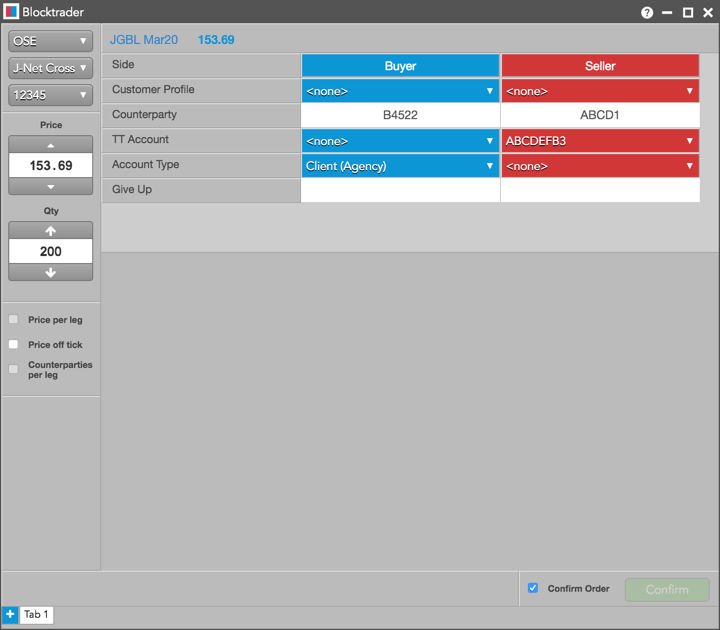 Blocktrader
OSE
J-Net Cross
12345
Price
153.69
Qty
200
Price per leg
Price off tick
Counterparties
per leg
JGBL Mar20 153.69
Side Buyer Seller
Customer Profile <none> <none>
Counterparty B4522 ABCD1
TT Account <none> ABCDEFB3
Account Type Client (Agency) <none>
Give Up
Confirm Order Confirm
+ Tab 1